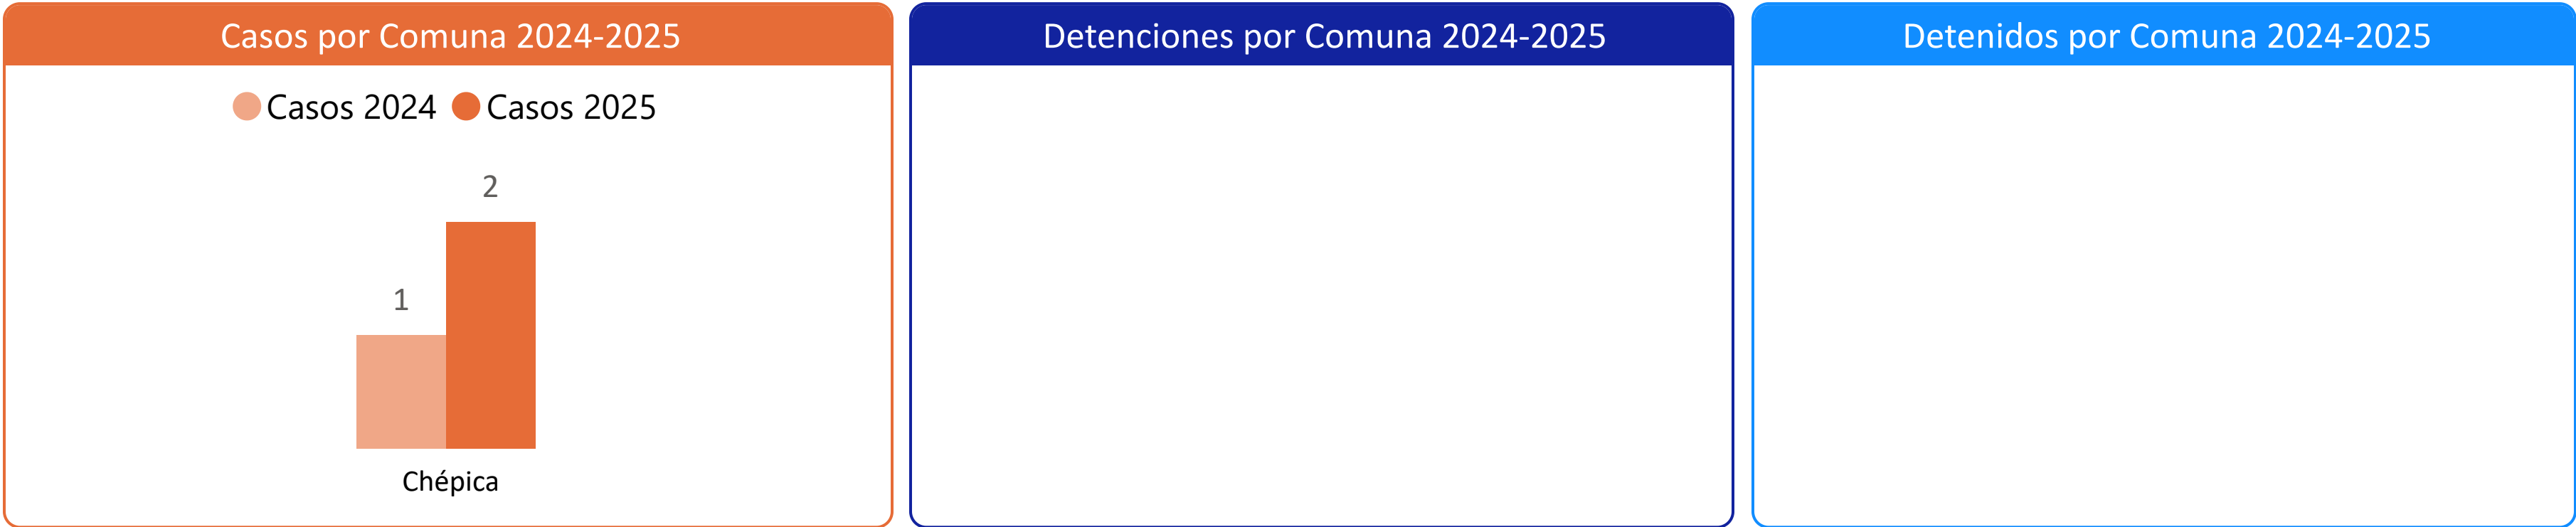 Casos por Comuna 2024-2025
Casos 2024 Casos 2025
2
1
Chépica
Detenciones por Comuna 2024-2025
Detenidos por Comuna 2024-2025